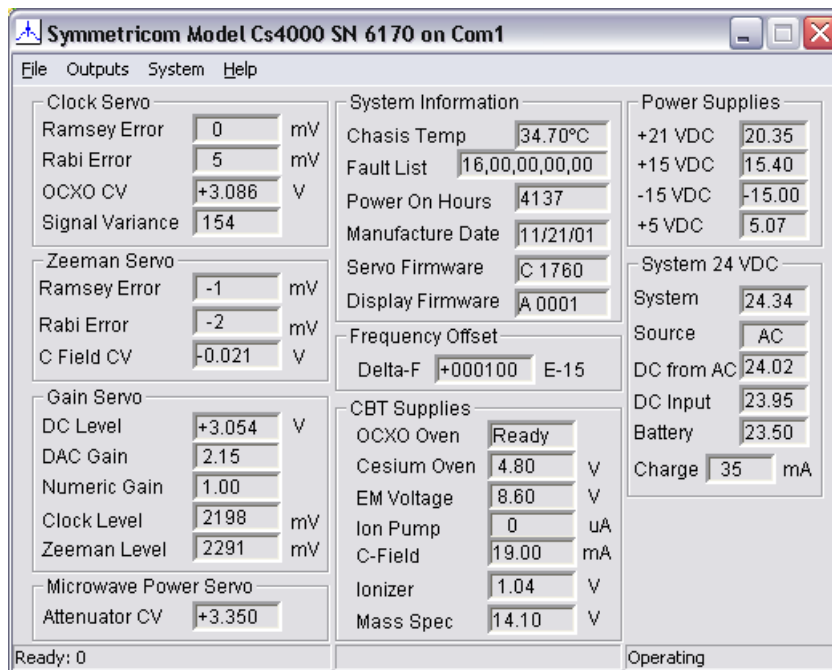 Symmetricom Model Cs4000 SN 6170 on Com1
File Outputs System Help
Clock Servo
Ramsey Error 0 mV
Rabi Error 5 mV
OCXO CV +3.086 V
Signal Variance 154
Zeeman Servo
Ramsey Error -1 mV
Rabi Error -2 mV
C Field CV -0.021 V
Gain Servo
DC Level +3.054 V
DAC Gain 2.15
Numeric Gain 1.00
Clock Level 2198 mV
Zeeman Level 2291 mV
Microwave Power Servo
Attenuator CV +3.350
System Information
Chasis Temp 34.70°C
Fault List 16,00,00,00,00
Power On Hours 4137
Manufacture Date 11/21/01
Servo Firmware C 1760
Display Firmware A 0001
Frequency Offset
Delta-F +000100 E-15
CBT Supplies
OCXO Oven Ready
Cesium Oven 4.80 V
EM Voltage 8.60 V
Ion Pump 0 uA
C-Field 19.00 mA
Ionizer 1.04 V
Mass Spec 14.10 V
Power Supplies
+21 VDC 20.35
+15 VDC 15.40
-15 VDC -15.00
+5 VDC 5.07
System 24 VDC
System 24.34
Source AC
DC from AC 24.02
DC Input 23.95
Battery 23.50
Charge 35 mA
Ready: 0
Operating